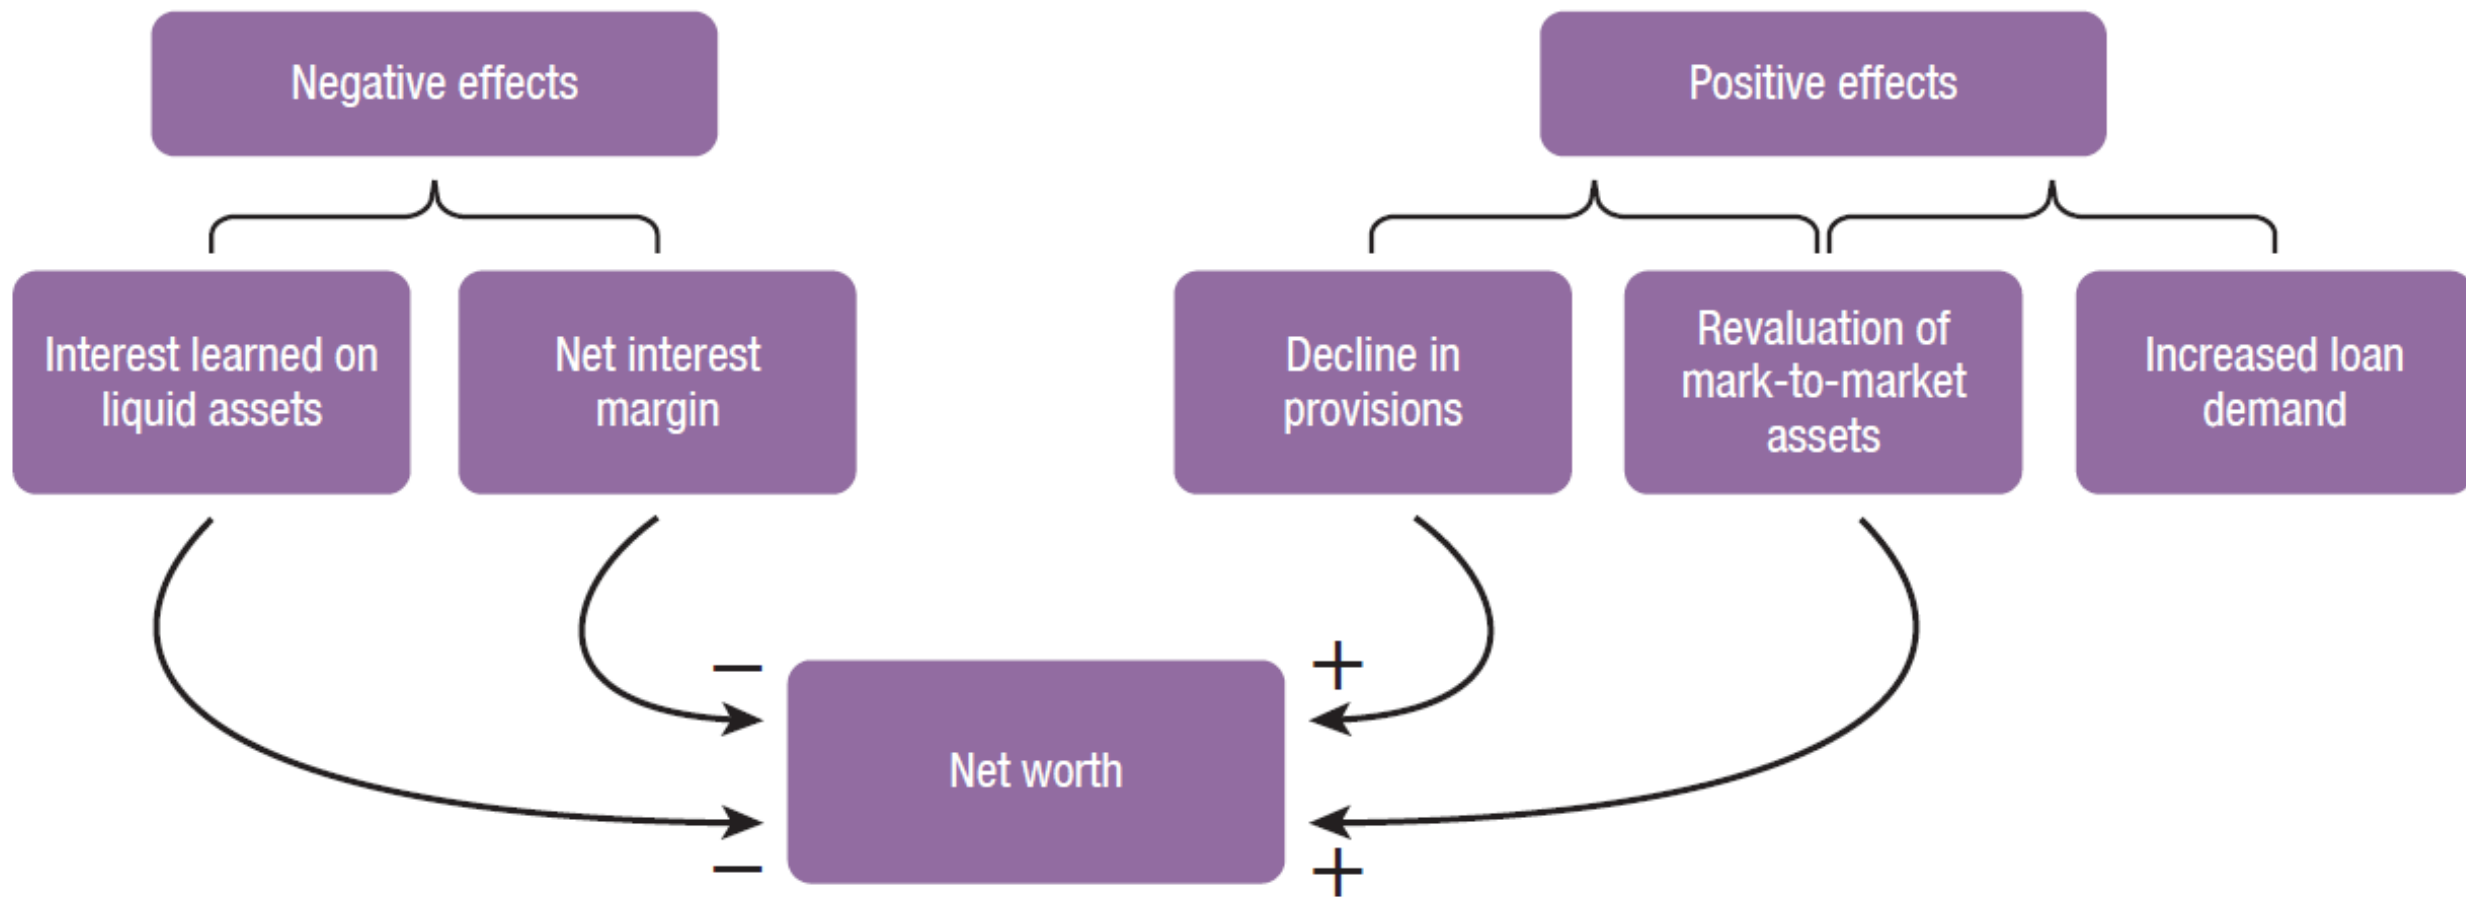 Negative effects
Positive effects
Interest learned on
liquid assets
Net interest
margin
Decline in
provisions
Revaluation of
mark-to-market
assets
Increased loan
demand
−
+
Net worth
−
+